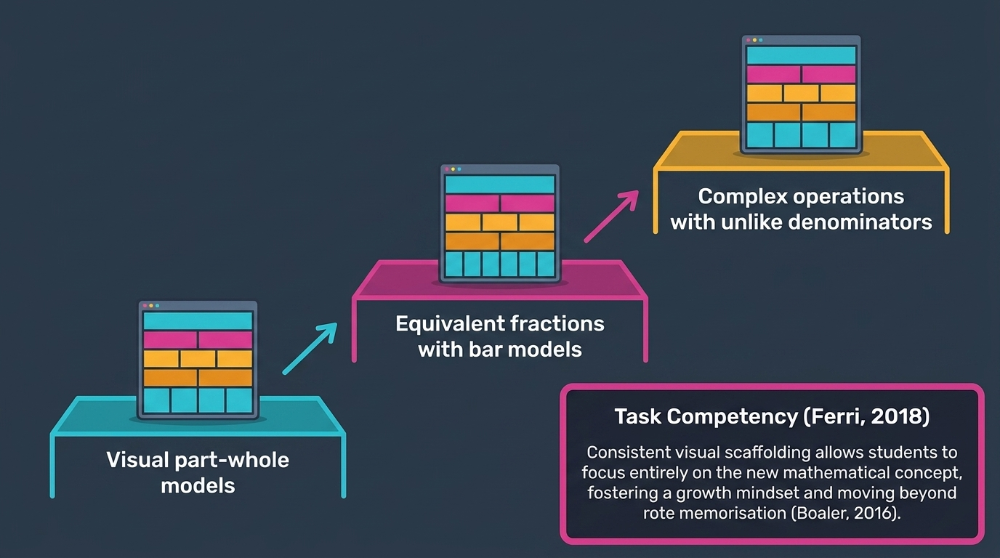 Complex operations
with unlike denominators
Equivalent fractions
with bar models
Visual part-whole
models
Task Competency (Ferri, 2018)
Consistent visual scaffolding allows students to
focus entirely on the new mathematical concept,
fostering a growth mindset and moving beyond
rote memorisation (Boaler, 2016).